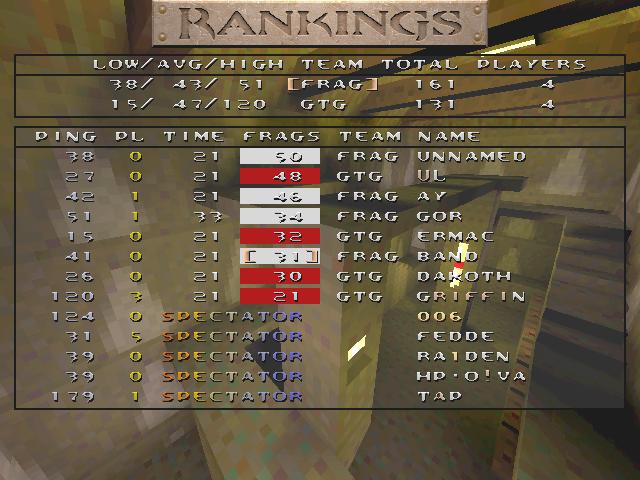 RANKINGS
LOW/AVG/HIGH TEAM TOTAL PLAYERS
38/ 43/ 51 [FRAG] 161 4
15/ 47/120 GTG 131 4
PING PL TIME FRAGS TEAM NAME
38 0 21 50 FRAG UNNAMED
27 0 21 48 GTG UL
42 1 21 46 FRAG AY
51 1 33 34 FRAG GOR
15 0 21 32 GTG ERMAC
41 0 21 [ 31] FRAG BAND
26 0 21 30 GTG DAKOTH
120 3 21 21 GTG GRIFFIN
124 0 SPECTATOR 006
31 5 SPECTATOR FEDDE
39 0 SPECTATOR RA1DEN
39 0 SPECTATOR HP·O!VA
179 1 SPECTATOR TAP